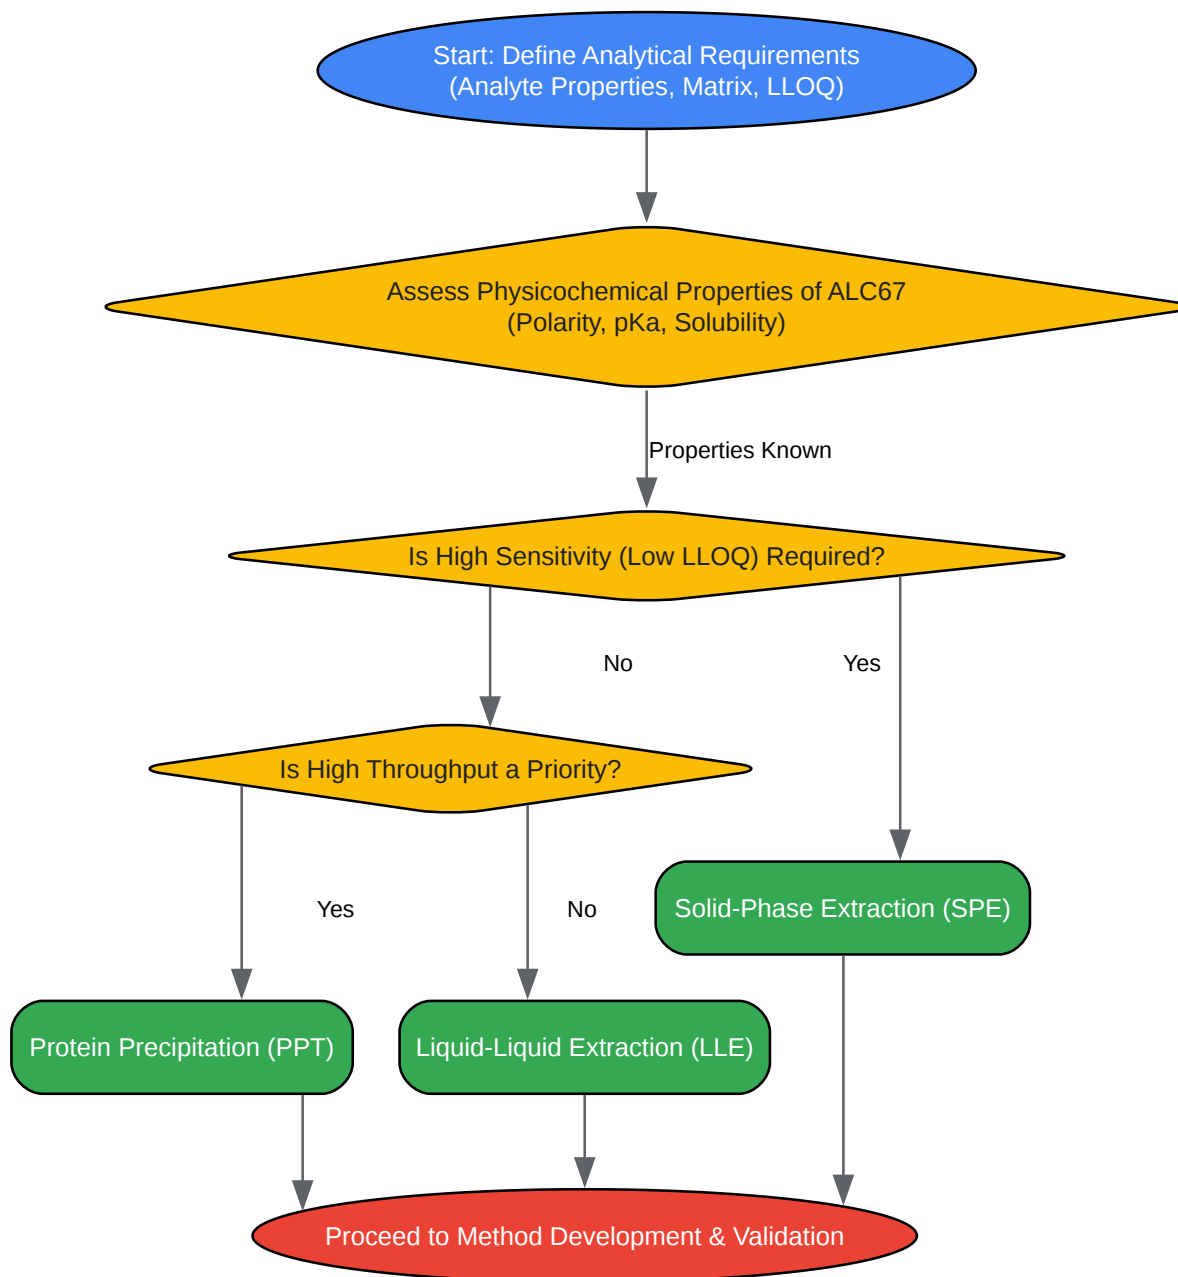 Start: Define Analytical Requirements
(Analyte Properties, Matrix, LLOQ)
Assess Physicochemical Properties of ALC67
(Polarity, pKa, Solubility)
Properties Known
Is High Sensitivity (Low LLOQ) Required?
No
Yes
Is High Throughput a Priority?
Yes
No
Solid-Phase Extraction (SPE)
Protein Precipitation (PPT)
Liquid-Liquid Extraction (LLE)
Proceed to Method Development & Validation